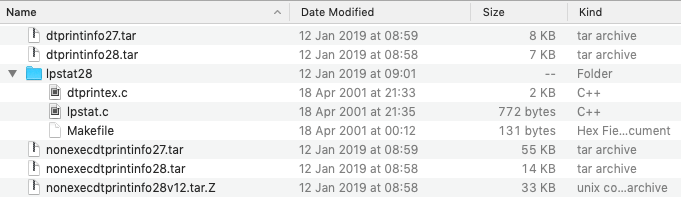 Name Date Modified Size Kind
dtprintinfo27.tar 12 Jan 2019 at 08:59 8 KB tar archive
dtprintinfo28.tar 12 Jan 2019 at 08:58 7 KB tar archive
lpstat28 12 Jan 2019 at 09:01 -- Folder
dtprintex.c 18 Apr 2001 at 21:33 2 KB C++
lpstat.c 18 Apr 2001 at 21:35 772 bytes C++
Makefile 18 Apr 2001 at 00:12 131 bytes Hex Fie...cument
nonexecdtprintinfo27.tar 12 Jan 2019 at 08:59 55 KB tar archive
nonexecdtprintinfo28.tar 12 Jan 2019 at 08:58 14 KB tar archive
nonexecdtprintinfo28v12.tar.Z 12 Jan 2019 at 08:58 33 KB unix co...archive